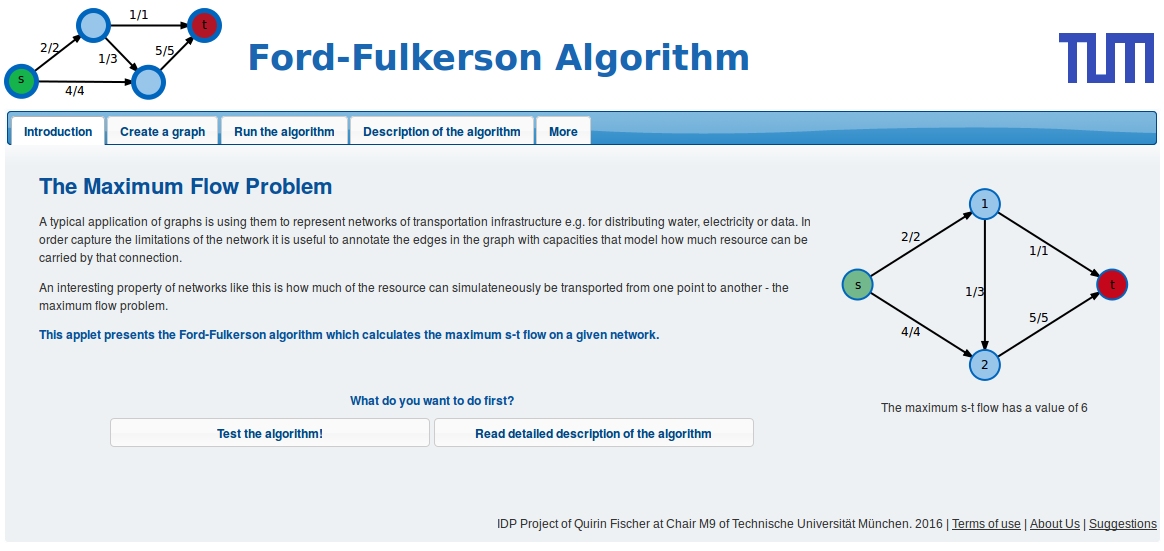 1/1
t
2/2
1/3
5/5
s
4/4
Ford-Fulkerson Algorithm
TUM
Introduction
Create a graph
Run the algorithm
Description of the algorithm
More
The Maximum Flow Problem
A typical application of graphs is using them to represent networks of transportation infrastructure e.g. for distributing water, electricity or data. In
order capture the limitations of the network it is useful to annotate the edges in the graph with capacities that model how much resource can be
carried by that connection.
An interesting property of networks like this is how much of the resource can simulateneously be transported from one point to another - the
maximum flow problem.
This applet presents the Ford-Fulkerson algorithm which calculates the maximum s-t flow on a given network.
What do you want to do first?
Test the algorithm!
Read detailed description of the algorithm
1
2/2
1/1
s
1/3
t
4/4
5/5
2
The maximum s-t flow has a value of 6
IDP Project of Quirin Fischer at Chair M9 of Technische Universität München. 2016 | Terms of use | About Us | Suggestions